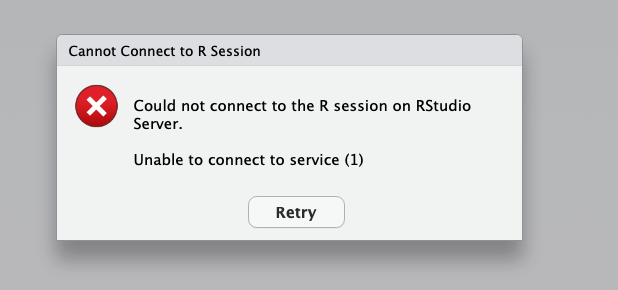 Cannot Connect to R Session
Could not connect to the R session on RStudio
Server.
Unable to connect to service (1)
Retry